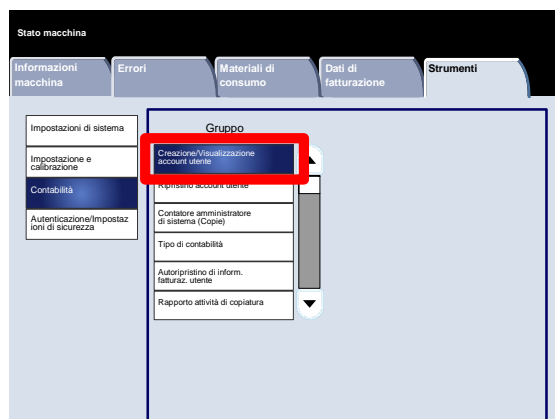 Stato macchina
Informazioni
macchina
Errori
Materiali di
consumo
Dati di
fatturazione
Strumenti
Impostazioni di sistema
Impostazione e
calibrazione
Contabilità
Autenticazione/Impostaz
ioni di sicurezza
Gruppo
Creazione/Visualizzazione
account utente
Ripristino account utente
Contatore amministratore
di sistema (Copie)
Tipo di contabilità
Autoripristino di inform.
fatturaz. utente
Rapporto attività di copiatura